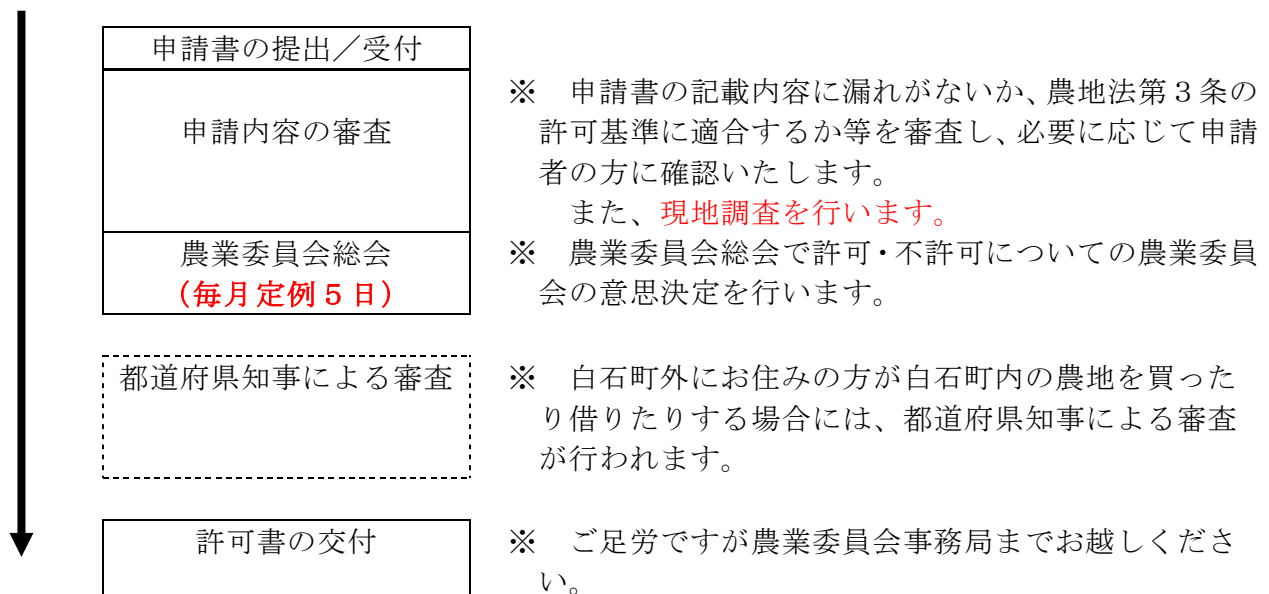 申請書の提出／受付
申請内容の審査
※　申請書の記載内容に漏れがないか、農地法第３条の
許可基準に適合するか等を審査し、必要に応じて申請
者の方に確認いたします。
また、現地調査を行います。
農業委員会総会
（毎月定例５日）
※　農業委員会総会で許可・不許可についての農業委員
会の意思決定を行います。
都道府県知事による審査
※　白石町外にお住みの方が白石町内の農地を買った
り借りたりする場合には、都道府県知事による審査
が行われます。
許可書の交付
※　ご足労ですが農業委員会事務局までお越しくださ
い。